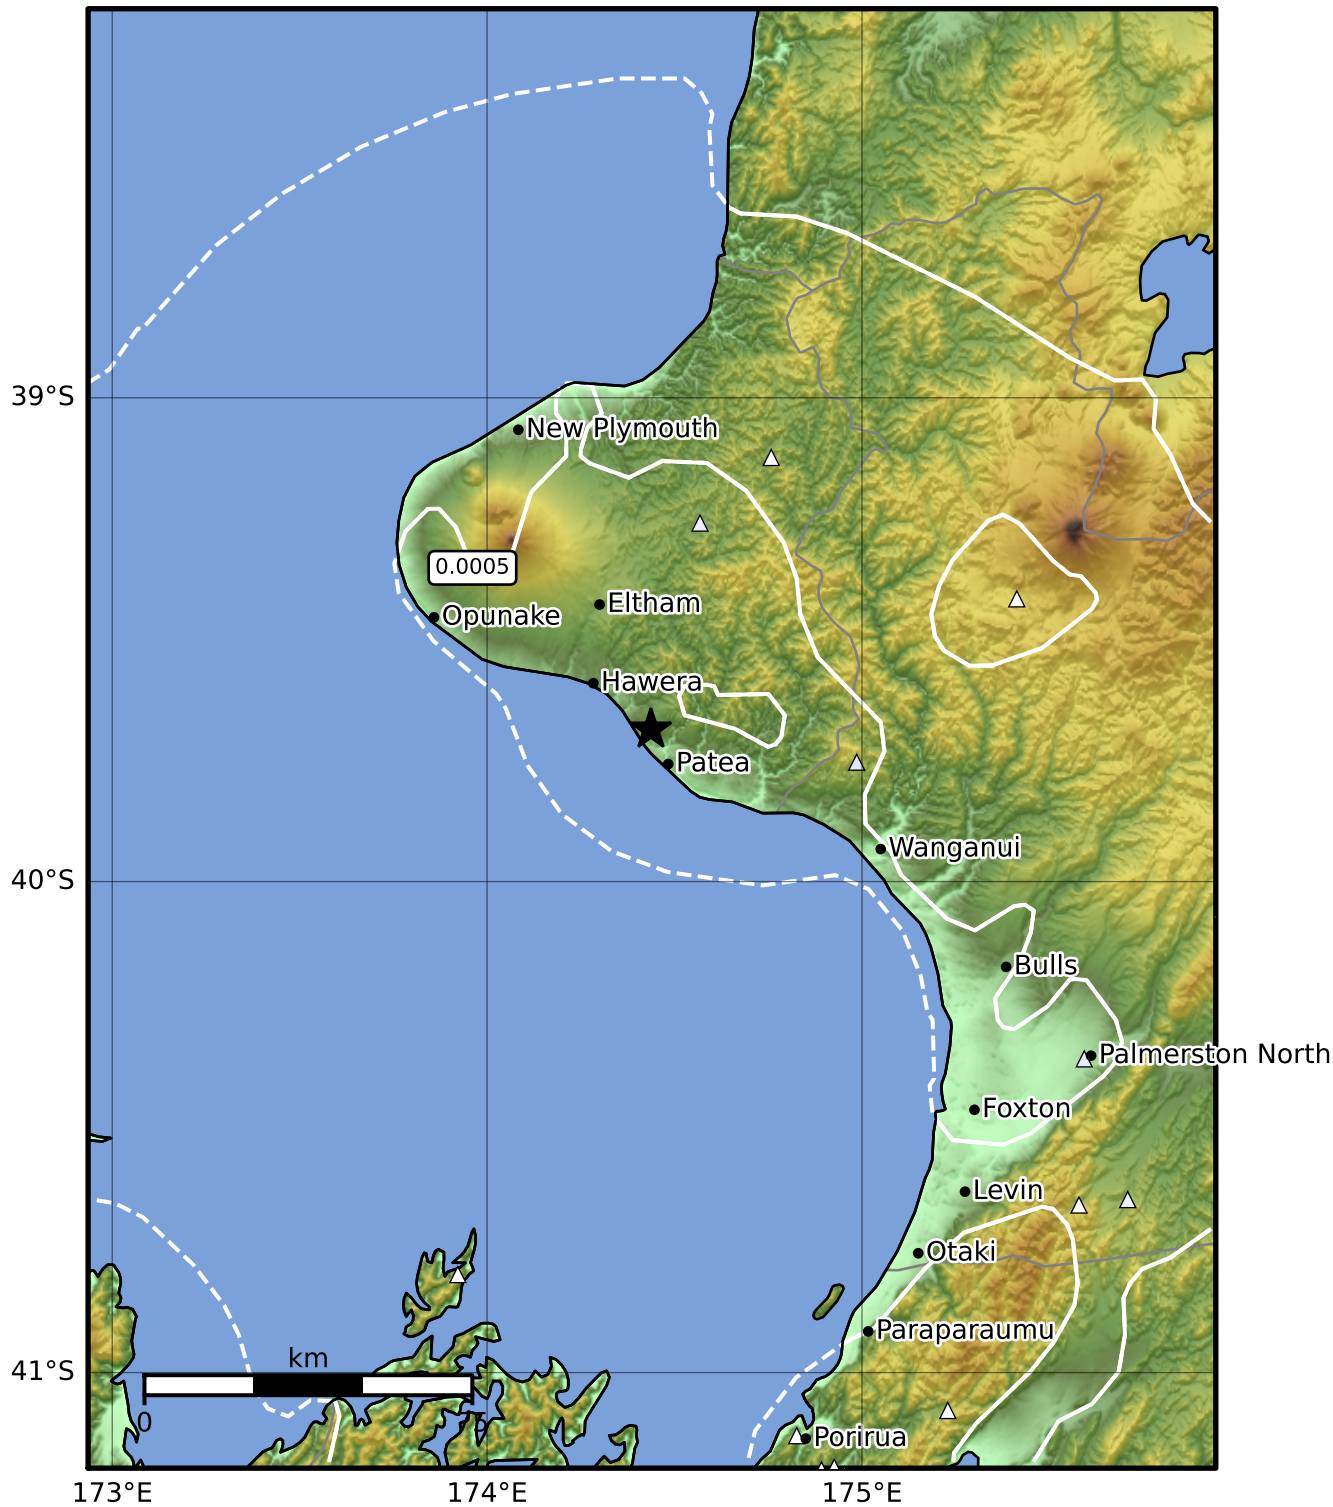 39°S
New Plymouth
0.0005
Eltham
Opunake
Hawera
Patea
Wanganui
40°S
Bulls
Palmerston North
Foxton
Levin
Otaki
Paraparaumu
km
41°S
0
Porirua
173°E
174°E
175°E